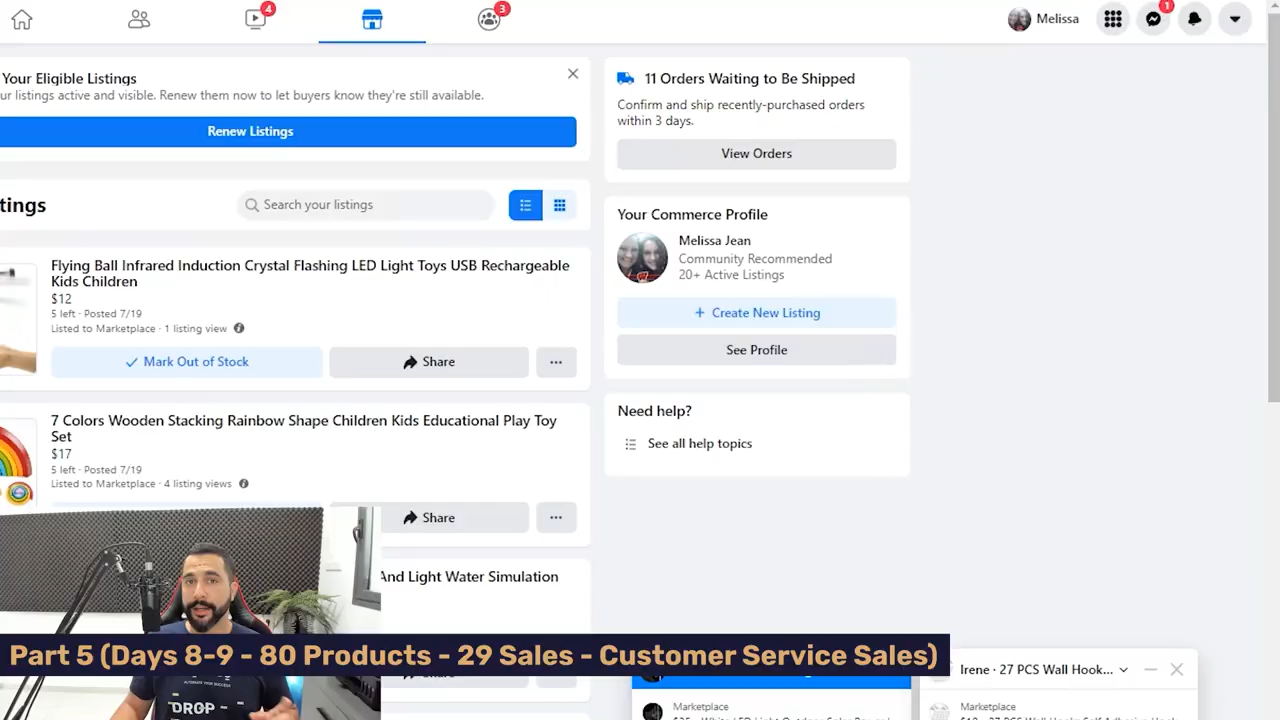 4
3
Melissa
1
Your Eligible Listings
ur listings active and visible. Renew them now to let buyers know they're still available.
Renew Listings
tings
Search your listings
Flying Ball Infrared Induction Crystal Flashing LED Light Toys USB Rechargeable
Kids Children
$12
5 left · Posted 7/19
Listed to Marketplace · 1 listing view
Mark Out of Stock
Share
7 Colors Wooden Stacking Rainbow Shape Children Kids Educational Play Toy
Set
$17
5 left · Posted 7/19
Listed to Marketplace · 4 listing views
Share
And Light Water Simulation
11 Orders Waiting to Be Shipped
Confirm and ship recently-purchased orders
within 3 days.
View Orders
Your Commerce Profile
Melissa Jean
Community Recommended
20+ Active Listings
+ Create New Listing
See Profile
Need help?
See all help topics
Part 5 (Days 8-9 - 80 Products - 29 Sales - Customer Service Sales)
DROP
Irene · 27 PCS Wall Hook...
Marketplace
Marketplace